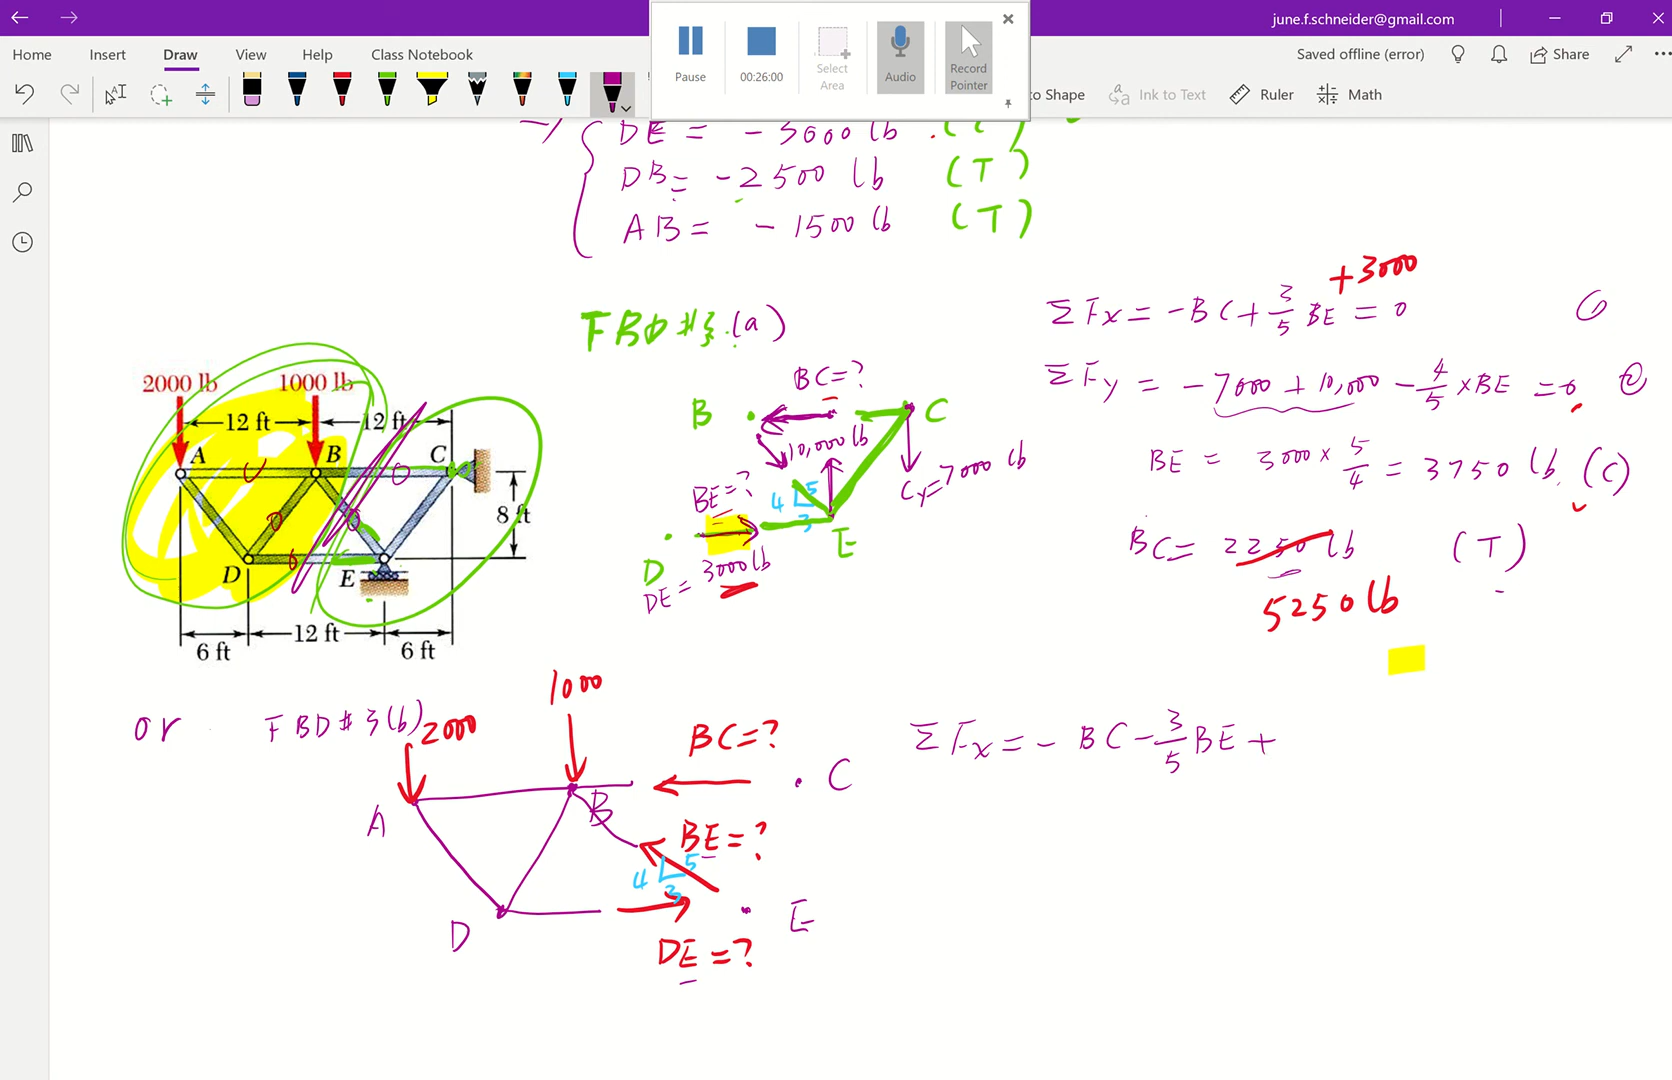 june.f.schneider@gmail.com
Home Insert Draw View Help Class Notebook
Pause 00:26:00 Select Area Audio Record Pointer
Saved offline (error) Share
to Shape Ink to Text Ruler Math
DE = - 3000 lb (C)
DB = -2500 lb (T)
AB = - 1500 lb (T)
FBD #3 (a)
+3000
ΣFx = -BC + 3/5 BE = 0 ①
ΣFy = -7000 + 10,000 - 4/5 × BE = 0 ②
BE = 3000 × 5/4 = 3750 lb (C)
BC = 2250 lb (T)
5250 lb
BC = ?
B C
10,000 lb
Cy = 7000 lb
BE = ?
4 5
3
E
D 3000 lb
DE =
2000 lb 1000 lb
12 ft 12 ft
A B C
8 ft
D E
12 ft
6 ft 6 ft
or FBD #3 (b)
2000 1000
BC = ?
A B C
BE = ?
4 5
3
D E
DE = ?
ΣFx = - BC - 3/5 BE +